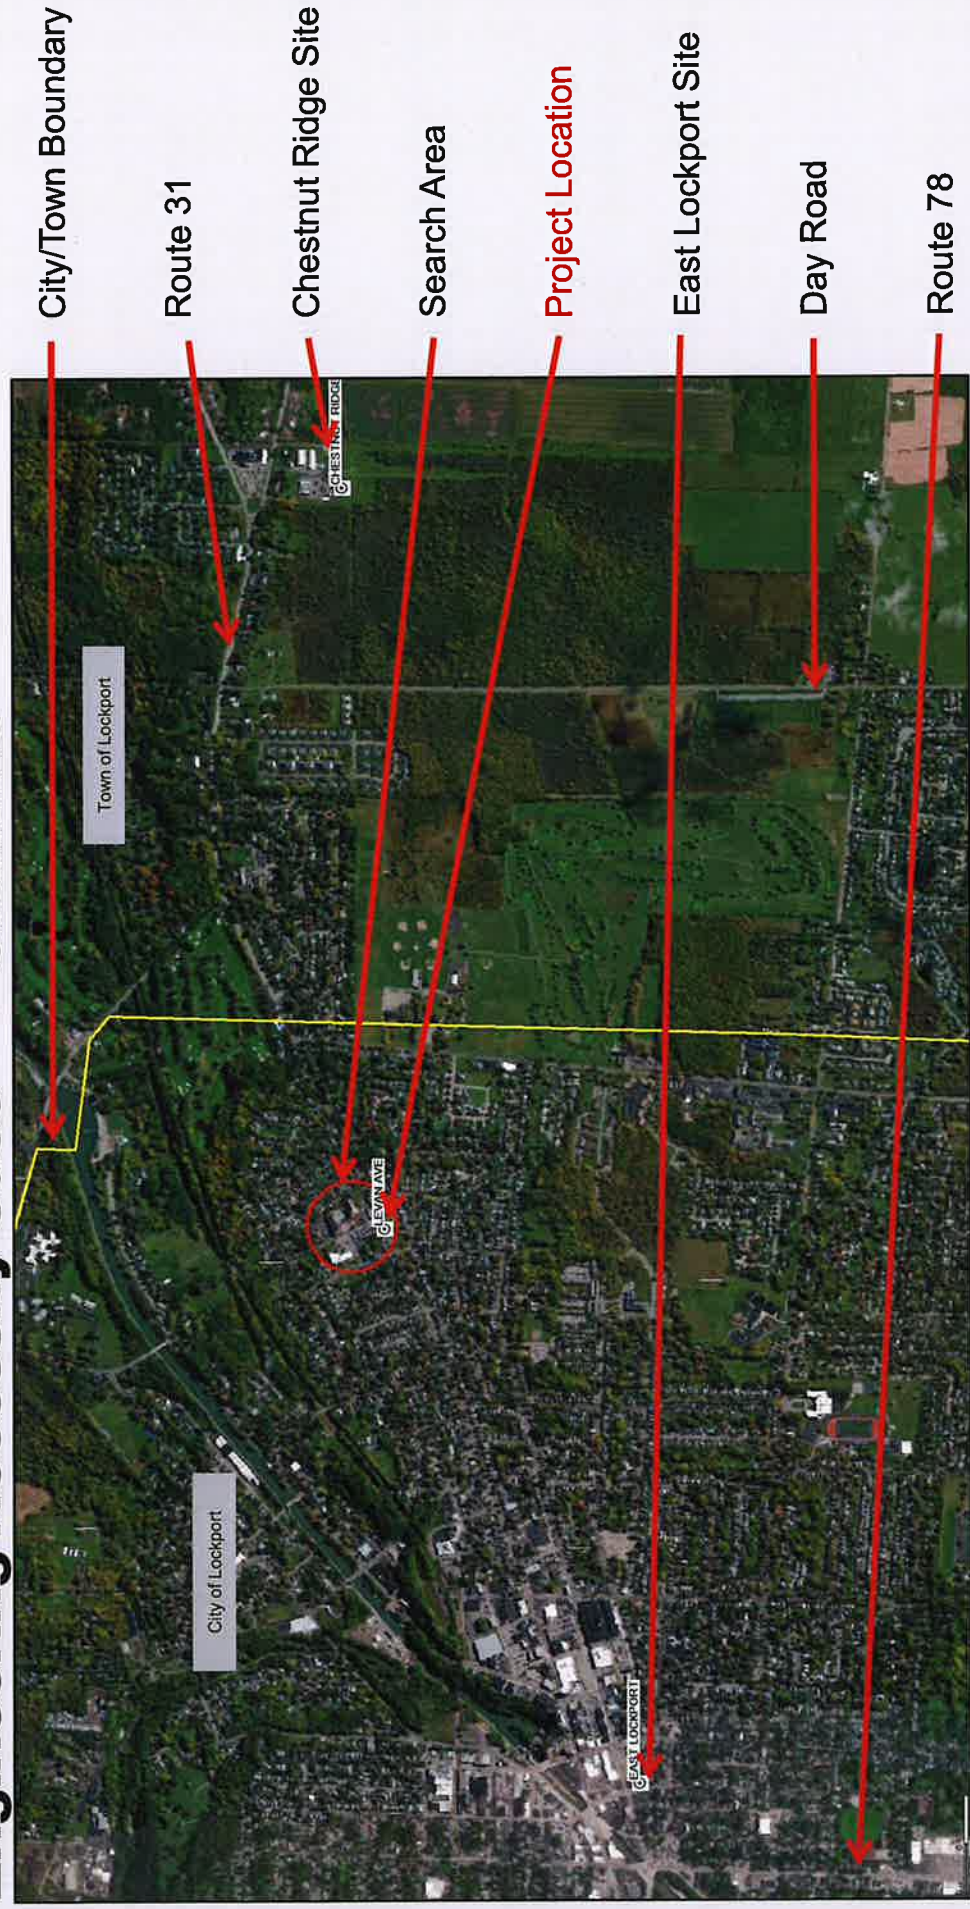 City/Town Boundary
Route 31
Chestnut Ridge Site
Search Area
Project Location
East Lockport Site
Day Road
Route 78
Town of Lockport
City of Lockport
CHESTNUT RIDGE
LEVAN AVE
EAST LOCKPORT